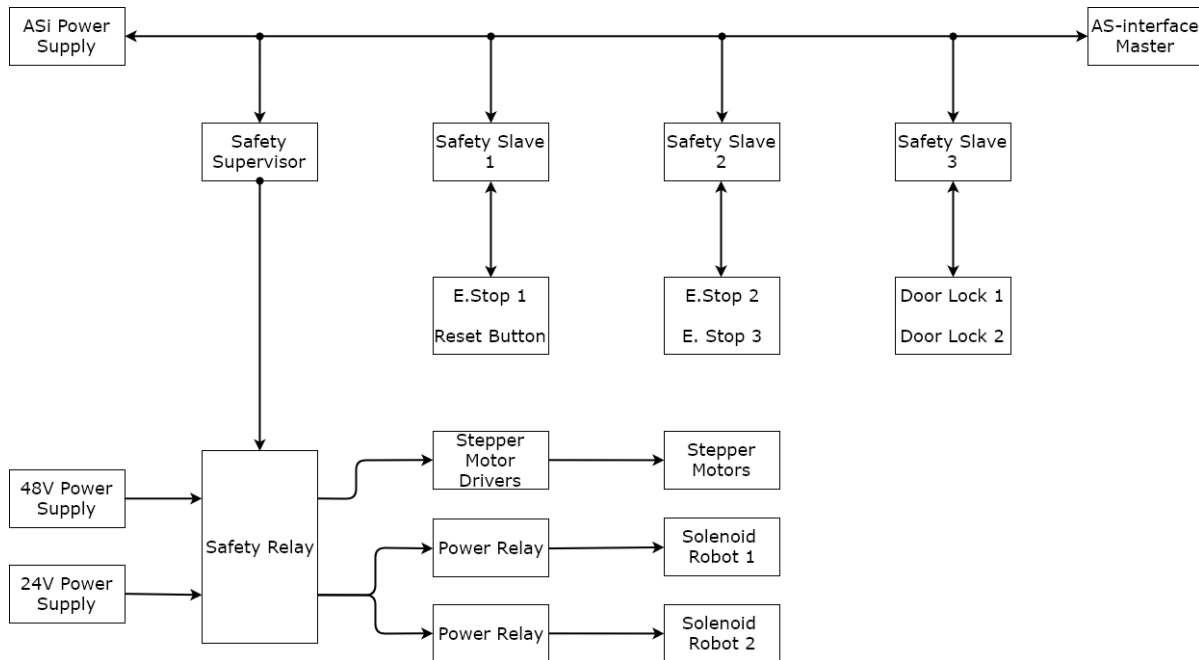 ASi Power
Supply
AS-interface
Master
Safety
Supervisor
Safety Slave
1
Safety Slave
2
Safety Slave
3
E.Stop 1
Reset Button
E.Stop 2
E. Stop 3
Door Lock 1
Door Lock 2
48V Power
Supply
24V Power
Supply
Safety Relay
Stepper
Motor
Drivers
Stepper
Motors
Power Relay
Solenoid
Robot 1
Power Relay
Solenoid
Robot 2